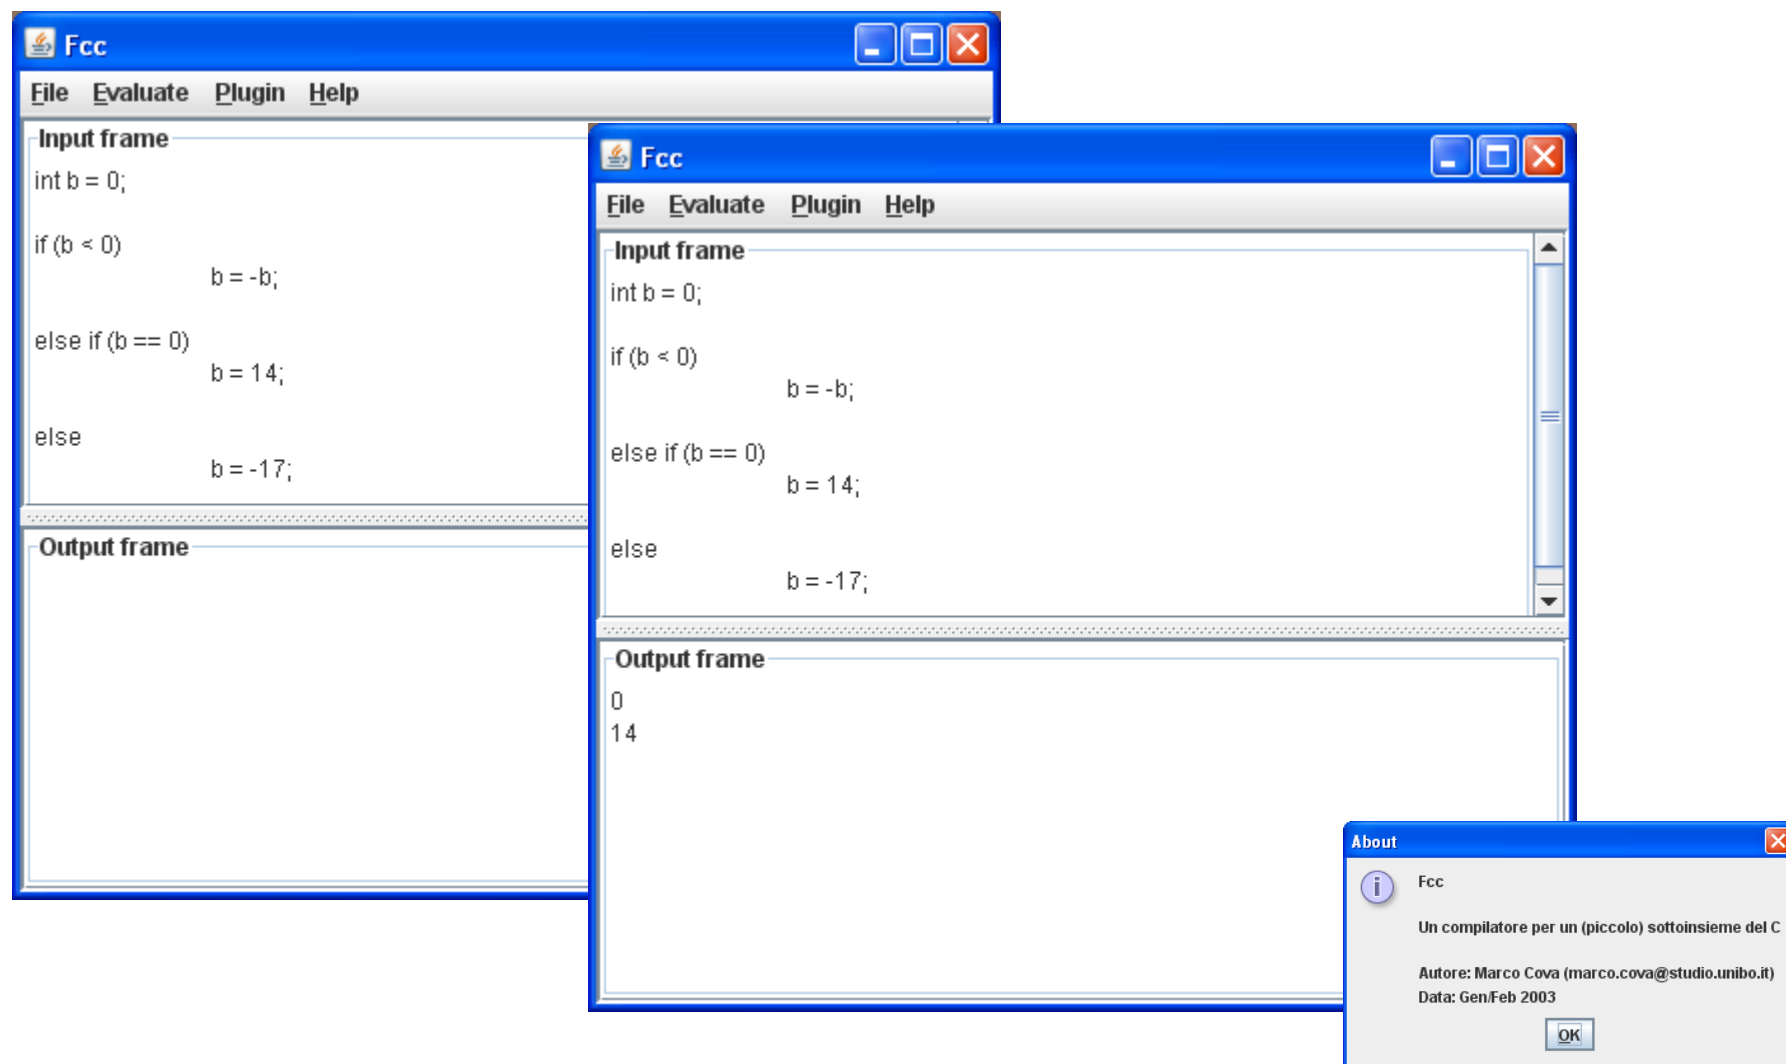 Fcc
File Evaluate Plugin Help
Input frame
int b = 0;
if (b < 0)
b = -b;
else if (b == 0)
b = 14;
else
b = -17;
Output frame
Fcc
File Evaluate Plugin Help
Input frame
int b = 0;
if (b < 0)
b = -b;
else if (b == 0)
b = 14;
else
b = -17;
Output frame
0
14
About
Fcc
Un compilatore per un (piccolo) sottoinsieme del C
Autore: Marco Cova (marco.cova@studio.unibo.it)
Data: Gen/Feb 2003
OK